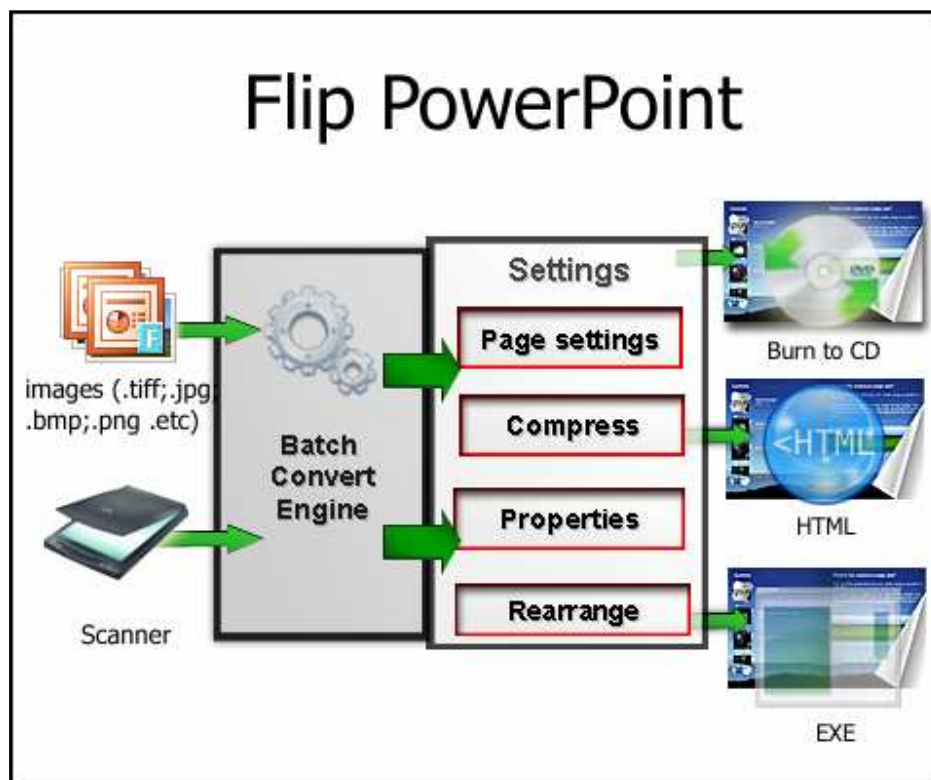 Flip PowerPoint
images (.tiff;.jpg;
.bmp;.png .etc)
Scanner
Batch
Convert
Engine
Settings
Page settings
Compress
Properties
Rearrange
DVD
Burn to CD
<HTML
HTML
EXE